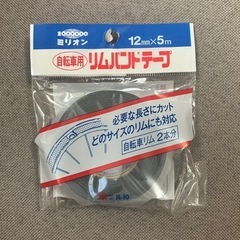 ミリオン
12mm×5m
自転車用
リムバンドテープ
必要な長さにカット
どのサイズのリムにも対応
自転車リム 2本分